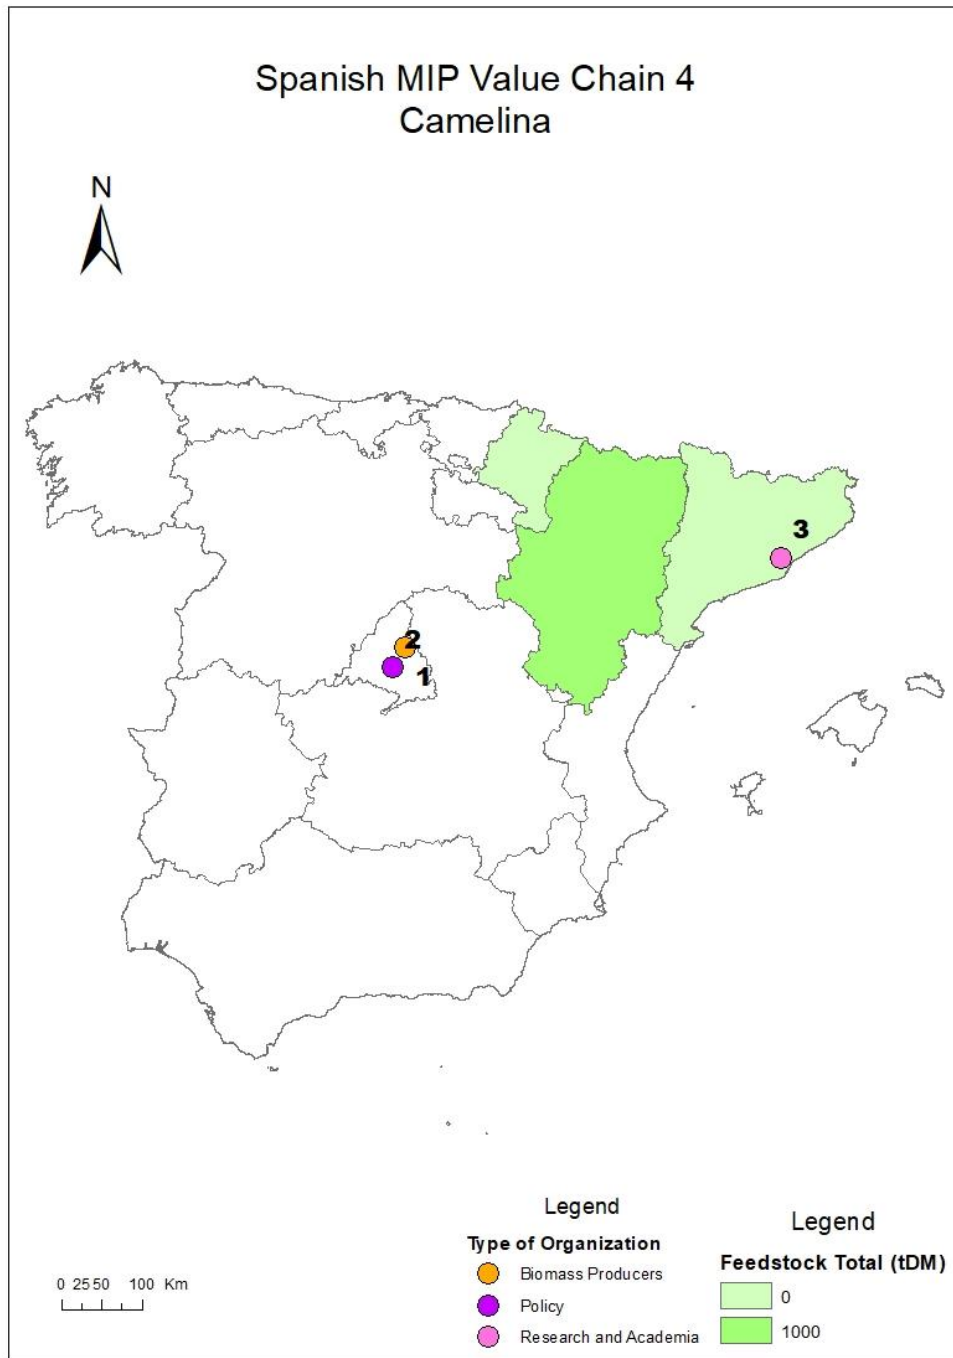 Spanish MIP Value Chain 4
Camelina
N
3
2
1
Legend
Type of Organization
Biomass Producers
Policy
Research and Academia
Legend
Feedstock Total (tDM)
0
1000
0 25 50 100 Km